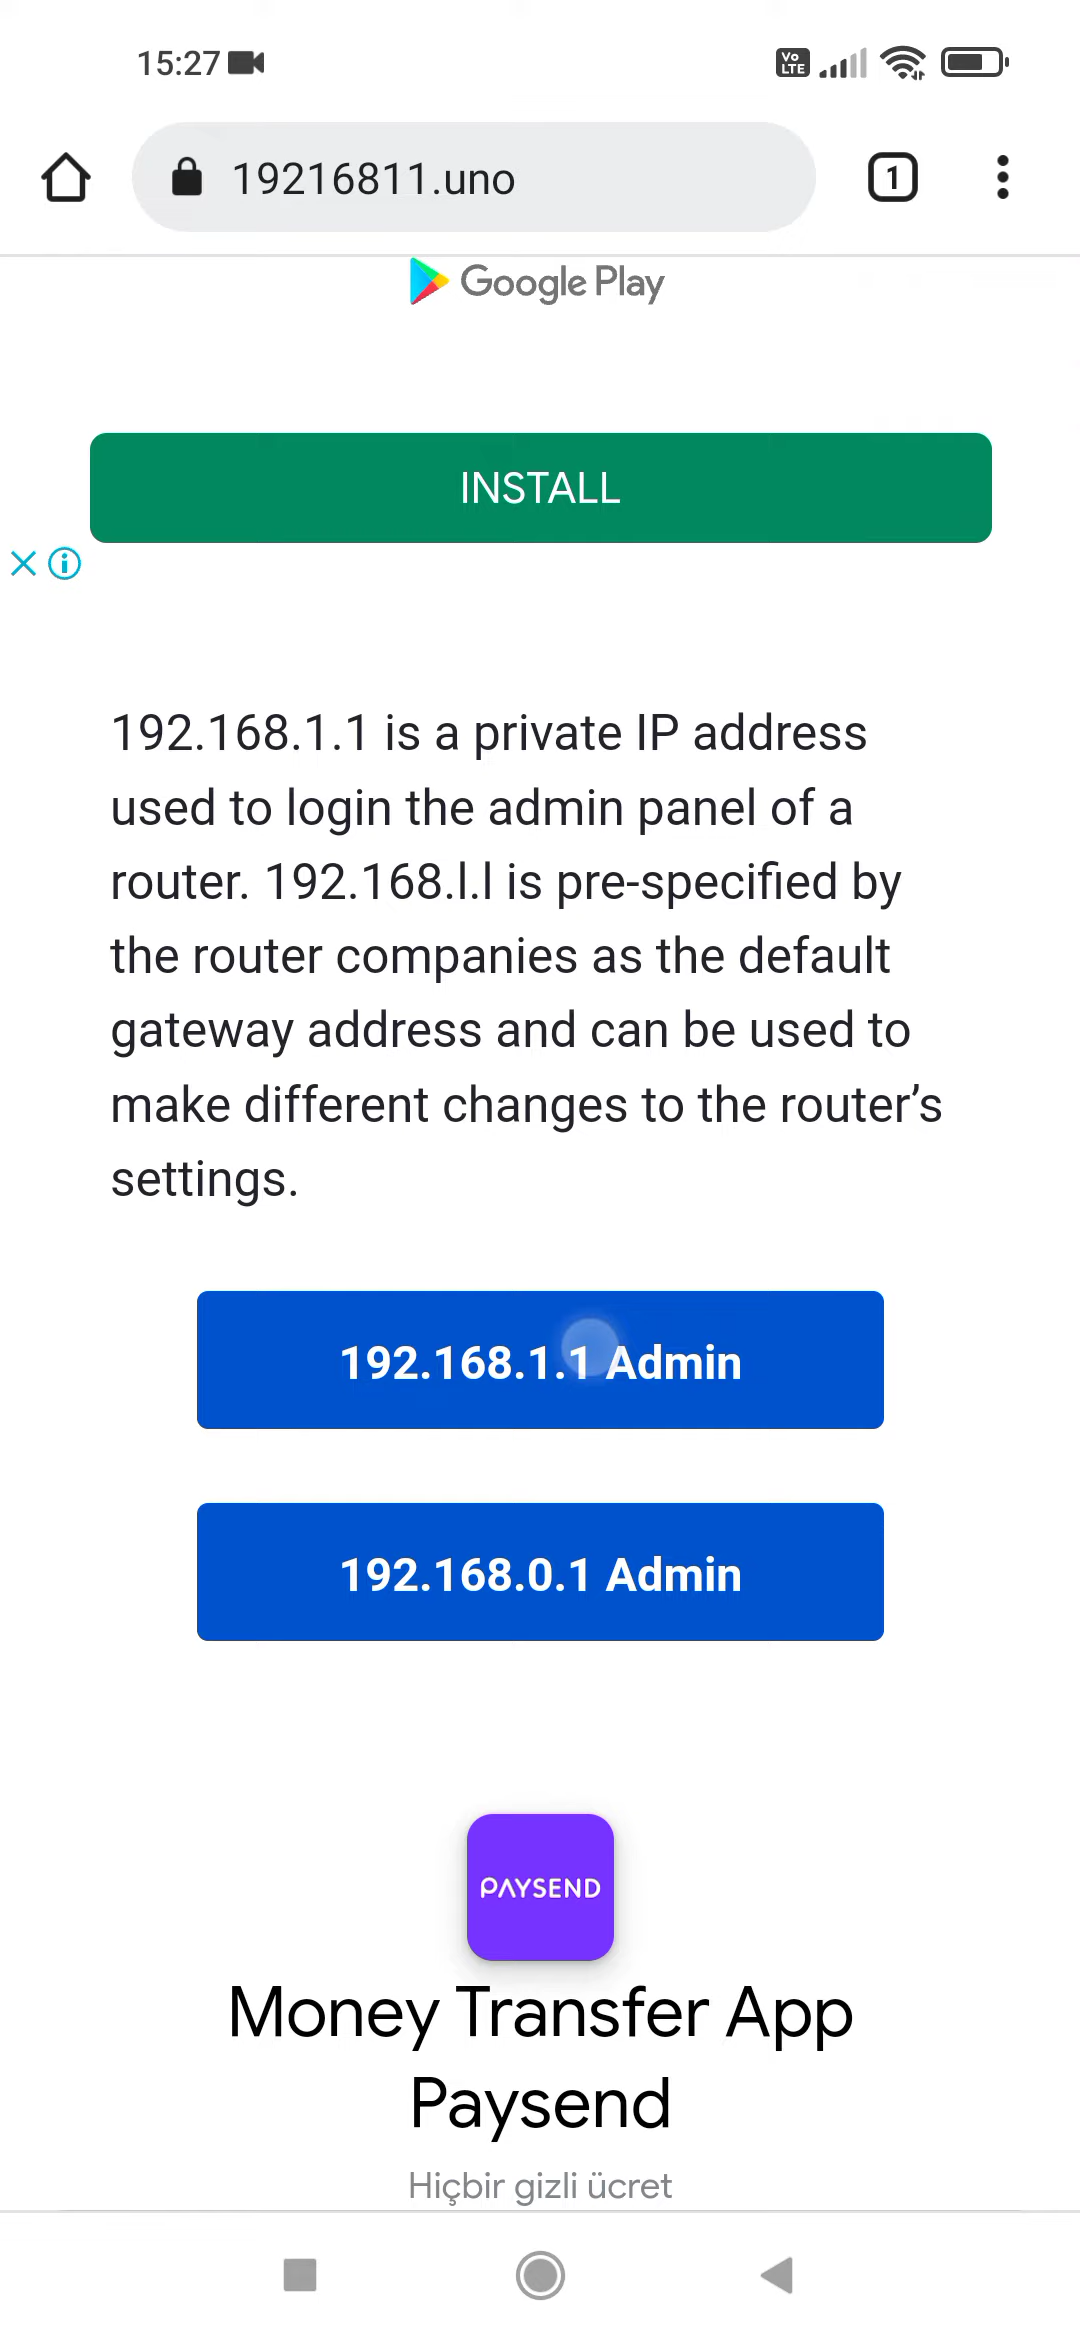 15:27
Vo LTE
19216811.uno
1
Google Play
INSTALL
192.168.1.1 is a private IP address
used to login the admin panel of a
router. 192.168.l.l is pre-specified by
the router companies as the default
gateway address and can be used to
make different changes to the router’s
settings.
192.168.1.1 Admin
192.168.0.1 Admin
PAYSEND
Money Transfer App
Paysend
Hiçbir gizli ücret